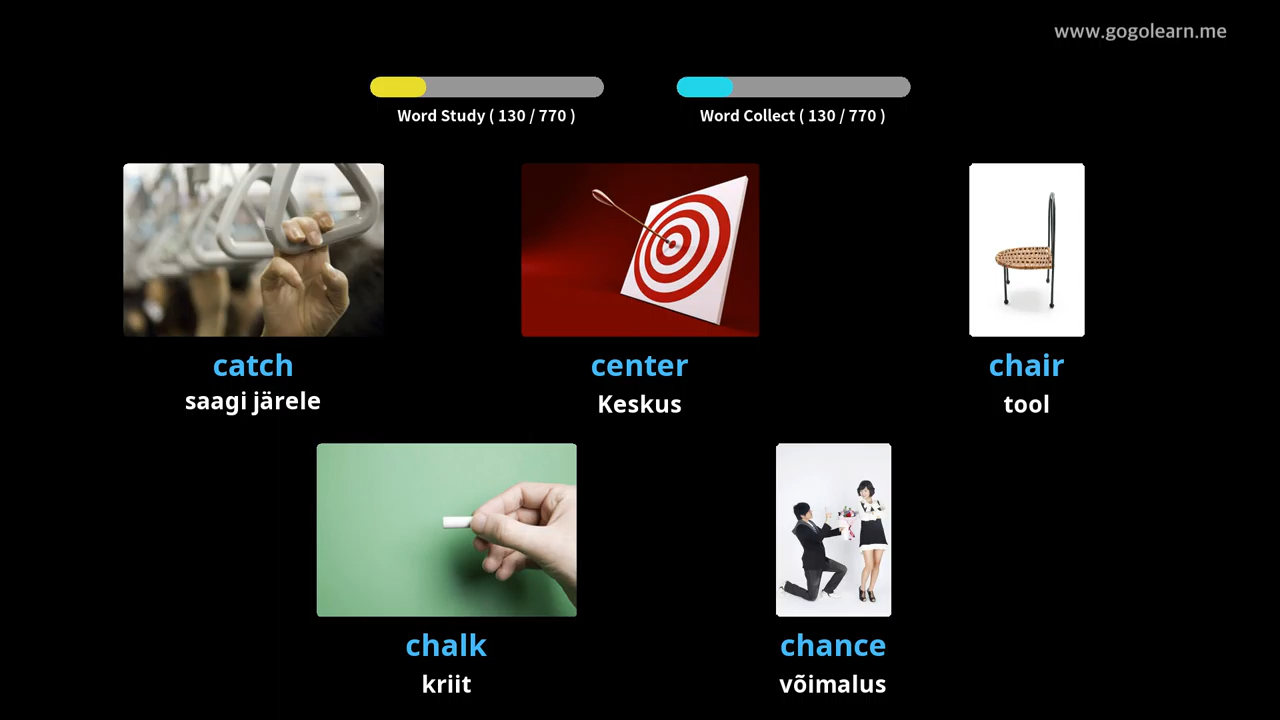 www.gogolearn.me
Word Study ( 130 / 770 )
Word Collect ( 130 / 770 )
catch
saagi järele
center
Keskus
chair
tool
chalk
kriit
chance
võimalus